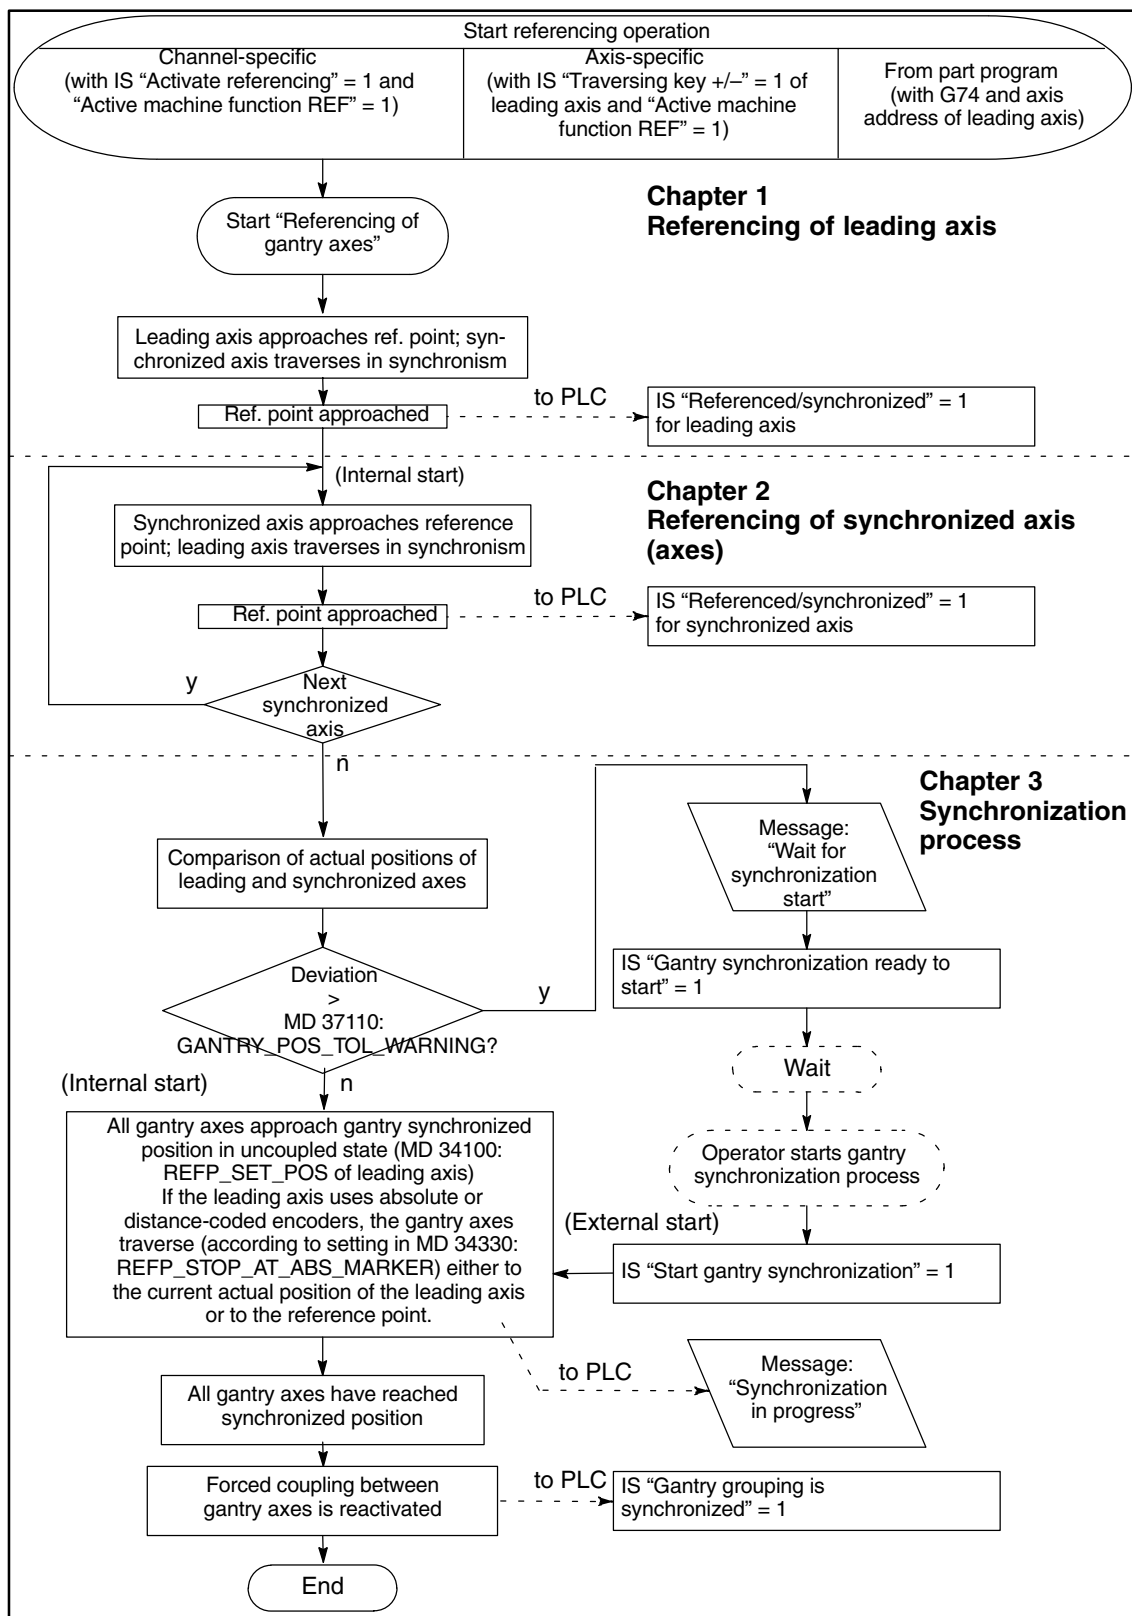 Start referencing operation
Channel-specific
(with IS “Activate referencing” = 1 and
“Active machine function REF” = 1)
Axis-specific
(with IS “Traversing key +/–” = 1 of
leading axis and “Active machine
function REF” = 1)
From part program
(with G74 and axis
address of leading axis)
Chapter 1
Referencing of leading axis
Start “Referencing of
gantry axes”
Leading axis approaches ref. point; syn-
chronized axis traverses in synchronism
Ref. point approached
to PLC
IS “Referenced/synchronized” = 1
for leading axis
(Internal start)
Chapter 2
Referencing of synchronized axis
(axes)
Synchronized axis approaches reference
point; leading axis traverses in synchronism
Ref. point approached
to PLC
IS “Referenced/synchronized” = 1
for synchronized axis
y
Next
synchronized
axis
n
Chapter 3
Synchronization
process
Message:
“Wait for
synchronization
start”
Comparison of actual positions of
leading and synchronized axes
IS “Gantry synchronization ready to
start” = 1
Deviation
>
MD 37110:
GANTRY_POS_TOL_WARNING?
y
Wait
(Internal start)
n
Operator starts gantry
synchronization process
(External start)
IS “Start gantry synchronization” = 1
All gantry axes approach gantry synchronized
position in uncoupled state (MD 34100:
REFP_SET_POS of leading axis)
If the leading axis uses absolute or
distance-coded encoders, the gantry axes
traverse (according to setting in MD 34330:
REFP_STOP_AT_ABS_MARKER) either to
the current actual position of the leading axis
or to the reference point.
to PLC
Message:
“Synchronization
in progress”
All gantry axes have reached
synchronized position
Forced coupling between
gantry axes is reactivated
to PLC
IS “Gantry grouping is
synchronized” = 1
End